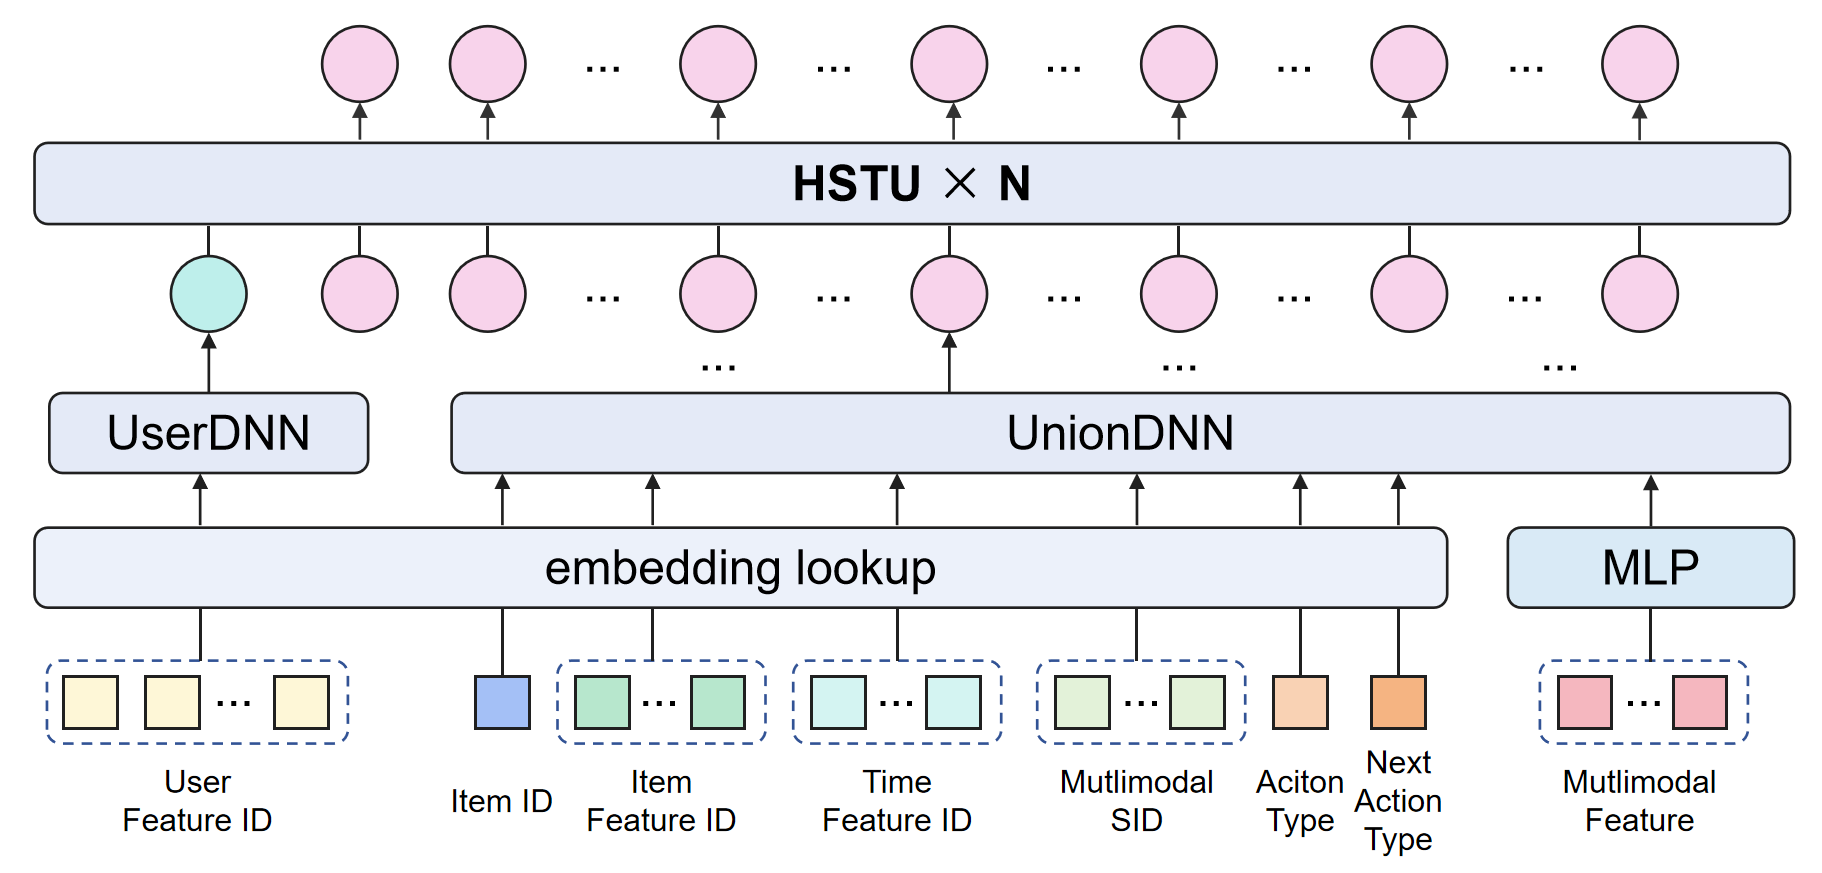 ... ... ... ... ...
HSTU × N
... ... ... ... ...
... ... ...
UserDNN
UnionDNN
embedding lookup
MLP
... ... ... ... ...
User
Feature ID
Item ID
Item
Feature ID
Time
Feature ID
Mutlimodal
SID
Aciton
Type
Next
Action
Type
Mutlimodal
Feature